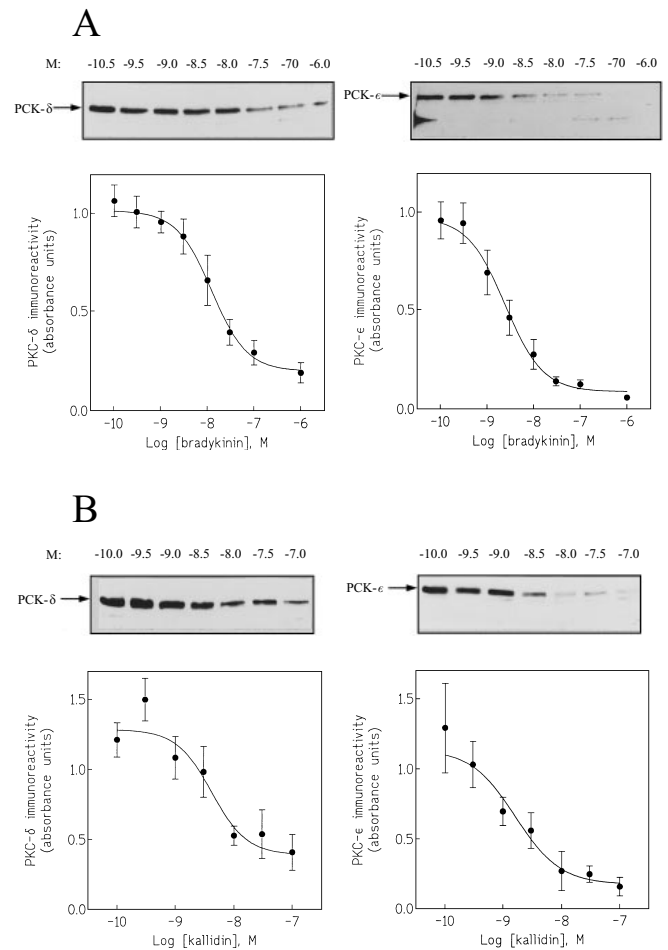 A
M: -10.5 -9.5 -9.0 -8.5 -8.0 -7.5 -70 -6.0
PCK-δ
-10.5 -9.5 -9.0 -8.5 -8.0 -7.5 -70 -6.0
PCK-ϵ
PKC-δ immunoreactivity
(absorbance units)
1.0
0.5
0.0
-10 -9 -8 -7 -6
Log [bradykinin], M
PKC-ϵ immunoreactivity
(absorbance units)
1.0
0.5
0.0
-10 -9 -8 -7 -6
Log [bradykinin], M
B
M: -10.0 -9.5 -9.0 -8.5 -8.0 -7.5 -7.0
PCK-δ
-10.0 -9.5 -9.0 -8.5 -8.0 -7.5 -7.0
PCK-ϵ
PKC-δ immunoreactivity
(absorbance units)
1.5
1.0
0.5
0.0
-10 -9 -8 -7
Log [kallidin], M
PKC-ϵ immunoreactivity
(absorbance units)
1.5
1.0
0.5
0.0
-10 -9 -8 -7
Log [kallidin], M